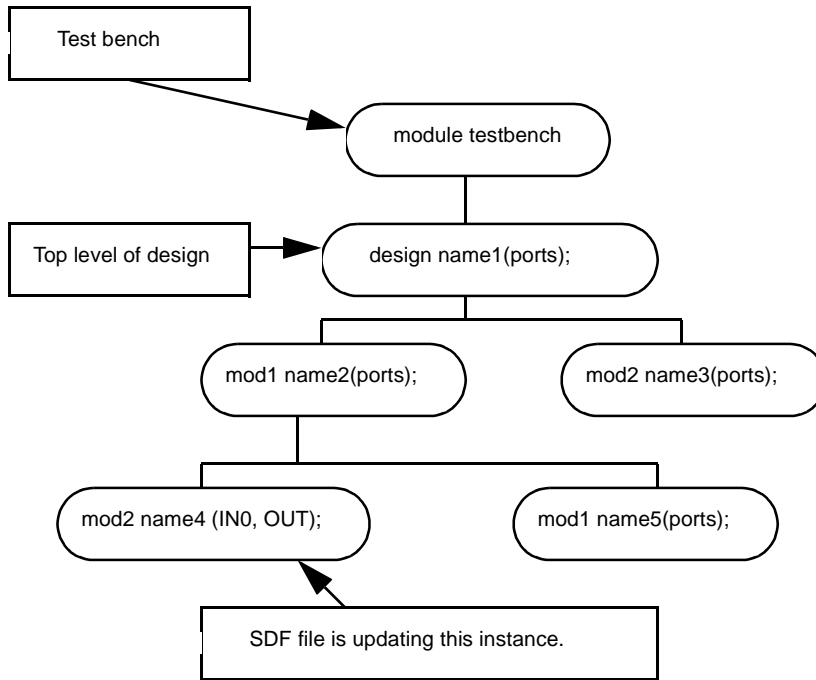 Test bench
module testbench
Top level of design
design name1(ports);
mod1 name2(ports);
mod2 name3(ports);
mod2 name4 (IN0, OUT);
mod1 name5(ports);
SDF file is updating this instance.